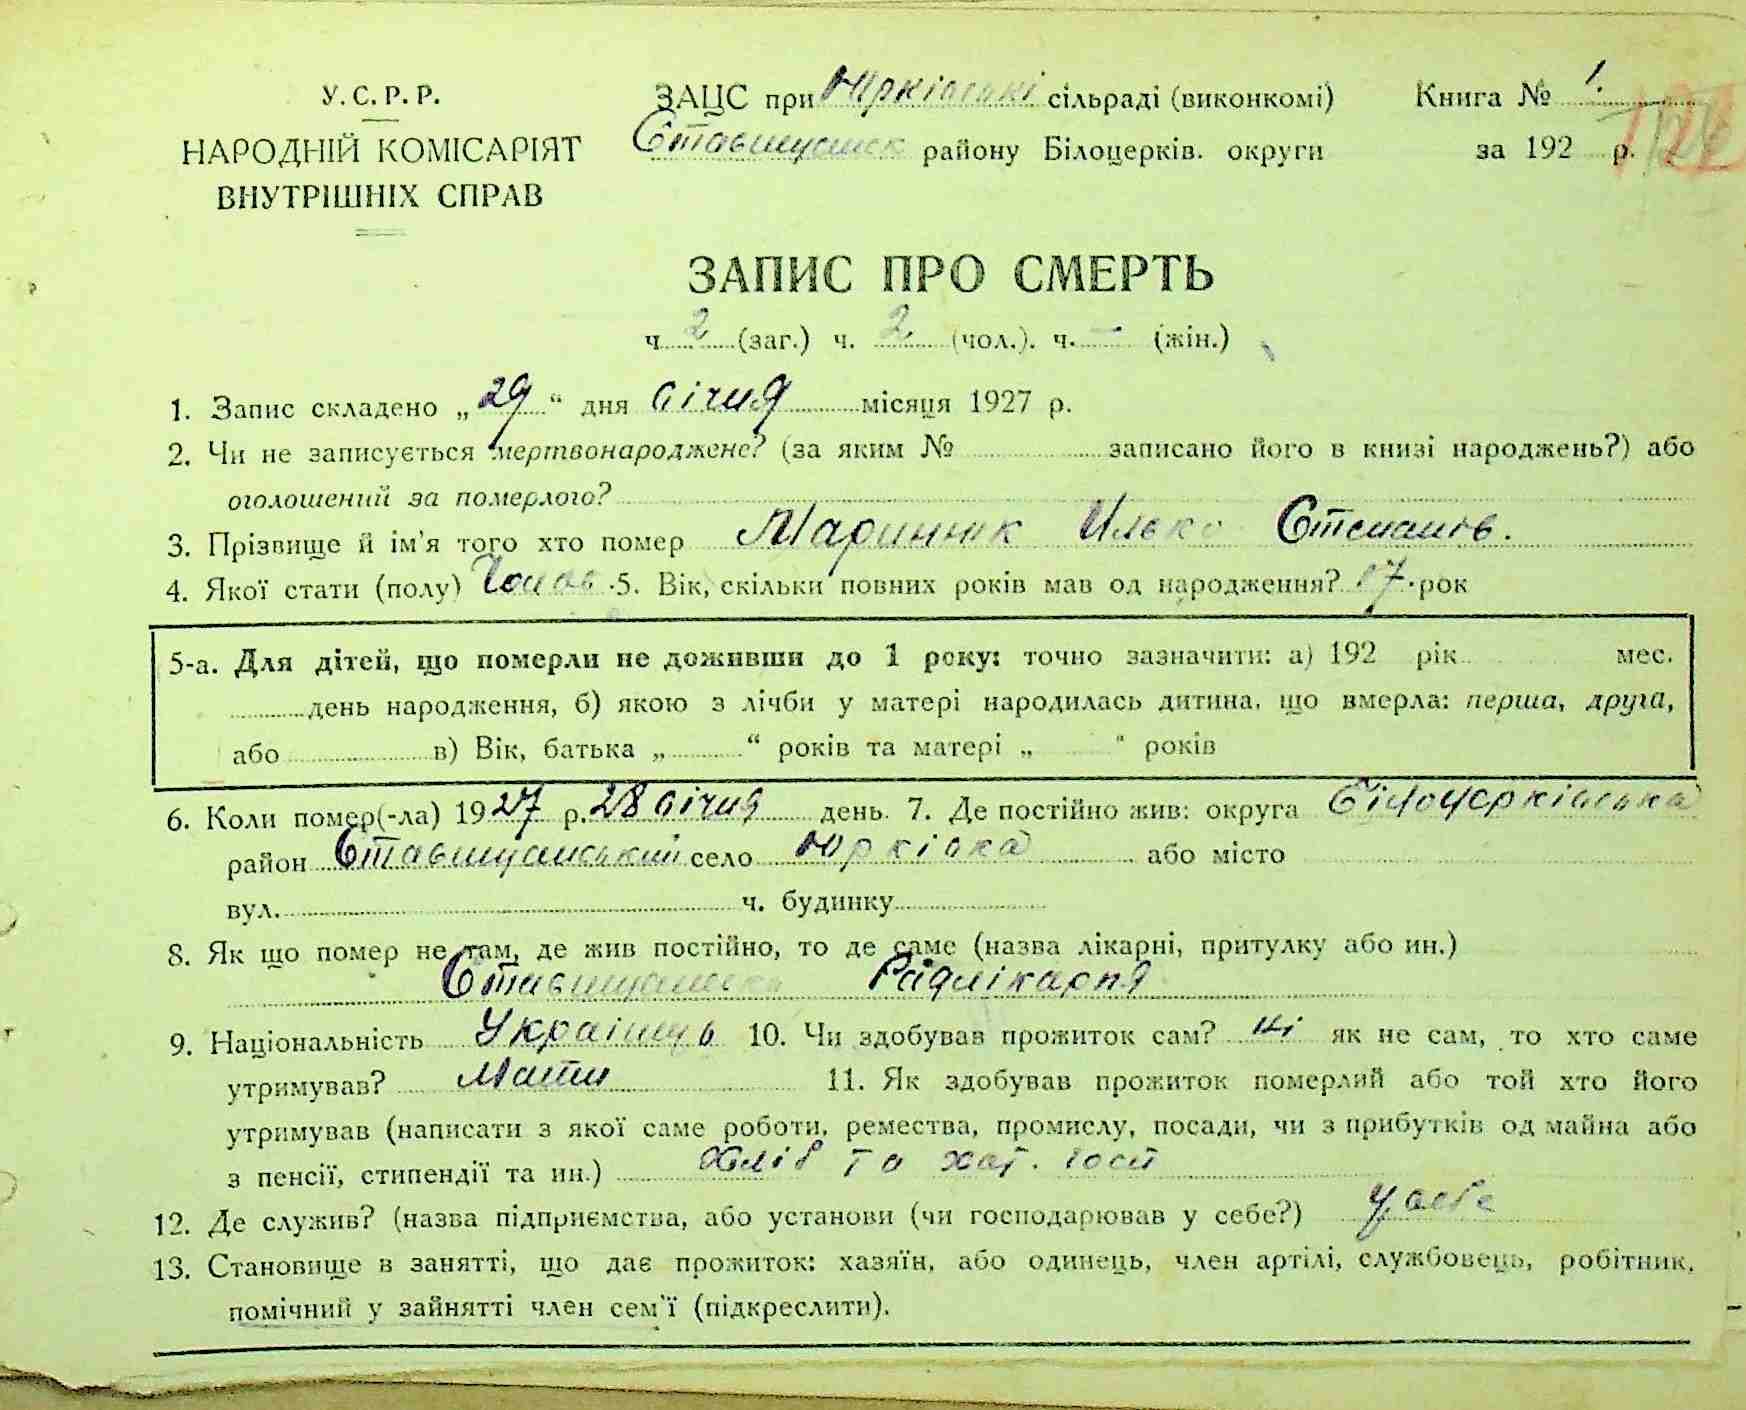 У. С. Р. Р.
НАРОДНІЙ КОМІСАРІЯТ
ВНУТРІШНІХ СПРАВ
ЗАЦС при Юрківські сільраді (виконкомі) Книга № 1.
Ставищанськ району Білоцерків. округи за 192 р.
ЗАПИС ПРО СМЕРТЬ
ч. 2 (заг.) ч. 2 (чол.). ч. — (жін.)
1. Запис складено „29“ дня січня місяця 1927 р.
2. Чи не записується мертвонароджене? (за яким № записано його в книзі народжень?) або
оголошений за померлого?
3. Прізвище й ім'я того хто помер Маринник Илько Степанов.
4. Якої стати (полу) Чолов. 5. Вік, скільки повних років мав од народження? 17. рок
5-а. Для дітей, що померли не доживши до 1 року: точно зазначити: а) 192 рік мес.
день народження, б) якою з лічби у матері народилась дитина, що вмерла: перша, друга,
або в) Вік, батька „ “ років та матері „ “ років
6. Коли помер(-ла) 1927 р. 28 січня день. 7. Де постійно жив: округа Білоцерківська
район Ставищанський село Юрківка або місто
вул. ч. будинку
8. Як що помер не там, де жив постійно, то де саме (назва лікарні, притулку або ин.)
Ставищанська Радлікарня
9. Національність Українць 10. Чи здобував прожиток сам? ні як не сам, то хто саме
утримував? Мати 11. Як здобував прожиток померлий або той хто його
утримував (написати з якої саме роботи, ремества, промислу, посади, чи з прибутків од майна або
з пенсії, стипендії та ин.) Хліб та хат. госп
12. Де служив? (назва підприємства, або установи (чи господарював у себе?) У себе
13. Становище в занятті, що дає прожиток: хазяїн, або одинець, член артілі, службовець, робітник,
помічний у зайнятті член сем'ї (підкреслити).